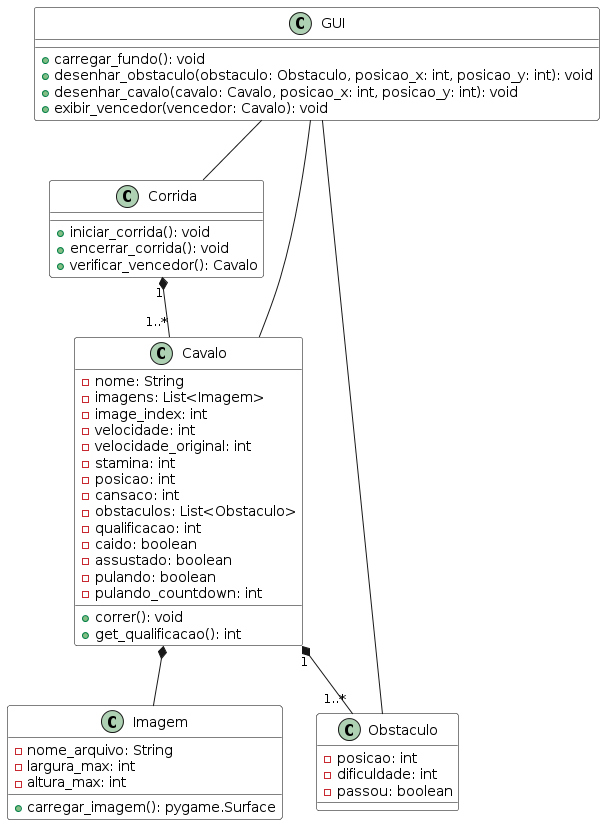 C GUI
carregar_fundo(): void
desenhar_obstaculo(obstaculo: Obstaculo, posicao_x: int, posicao_y: int): void
desenhar_cavalo(cavalo: Cavalo, posicao_x: int, posicao_y: int): void
exibir_vencedor(vencedor: Cavalo): void
C Corrida
iniciar_corrida(): void
encerrar_corrida(): void
verificar_vencedor(): Cavalo
1
1..*
C Cavalo
nome: String
imagens: List<Imagem>
image_index: int
velocidade: int
velocidade_original: int
stamina: int
posicao: int
cansaco: int
obstaculos: List<Obstaculo>
qualificacao: int
caido: boolean
assustado: boolean
pulando: boolean
pulando_countdown: int
correr(): void
get_qualificacao(): int
1
1..*
C Imagem
nome_arquivo: String
largura_max: int
altura_max: int
carregar_imagem(): pygame.Surface
C Obstaculo
posicao: int
dificuldade: int
passou: boolean